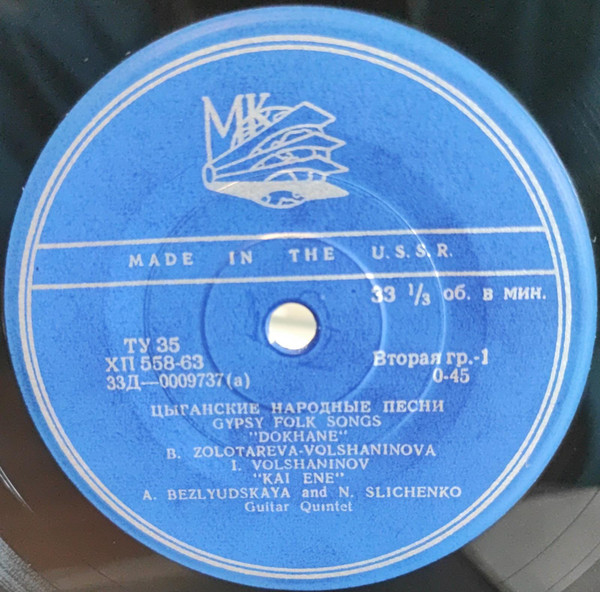 МК
MADE IN THE U.S.S.R.
33 1/3 об. в мин.
ТУ 35
ХП 558-63
33Д—0009737(а)
Вторая гр.-1
0-45
ЦЫГАНСКИЕ НАРОДНЫЕ ПЕСНИ
GYPSY FOLK SONGS
"DOKHANE"
B. ZOLOTAREVA-VOLSHANINOVA
I. VOLSHANINOV
"KAI ENE"
A. BEZLYUDSKAYA and N. SLICHENKO
Guitar Quintet